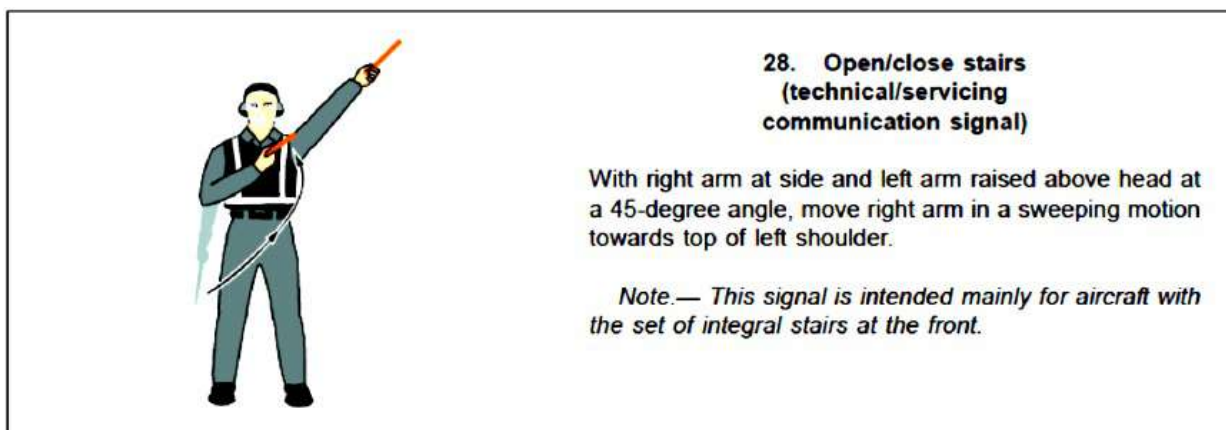 28. Open/close stairs
(technical/servicing
communication signal)
With right arm at side and left arm raised above head at
a 45-degree angle, move right arm in a sweeping motion
towards top of left shoulder.
Note.— This signal is intended mainly for aircraft with
the set of integral stairs at the front.